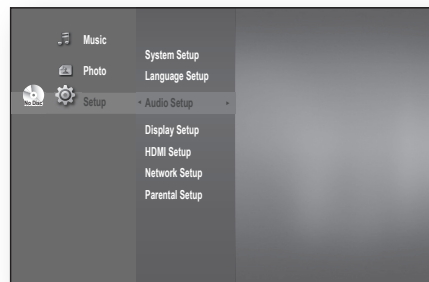 Music
Photo
No Disc
Setup
System Setup
Language Setup
• Audio Setup ►
Display Setup
HDMI Setup
Network Setup
Parental Setup